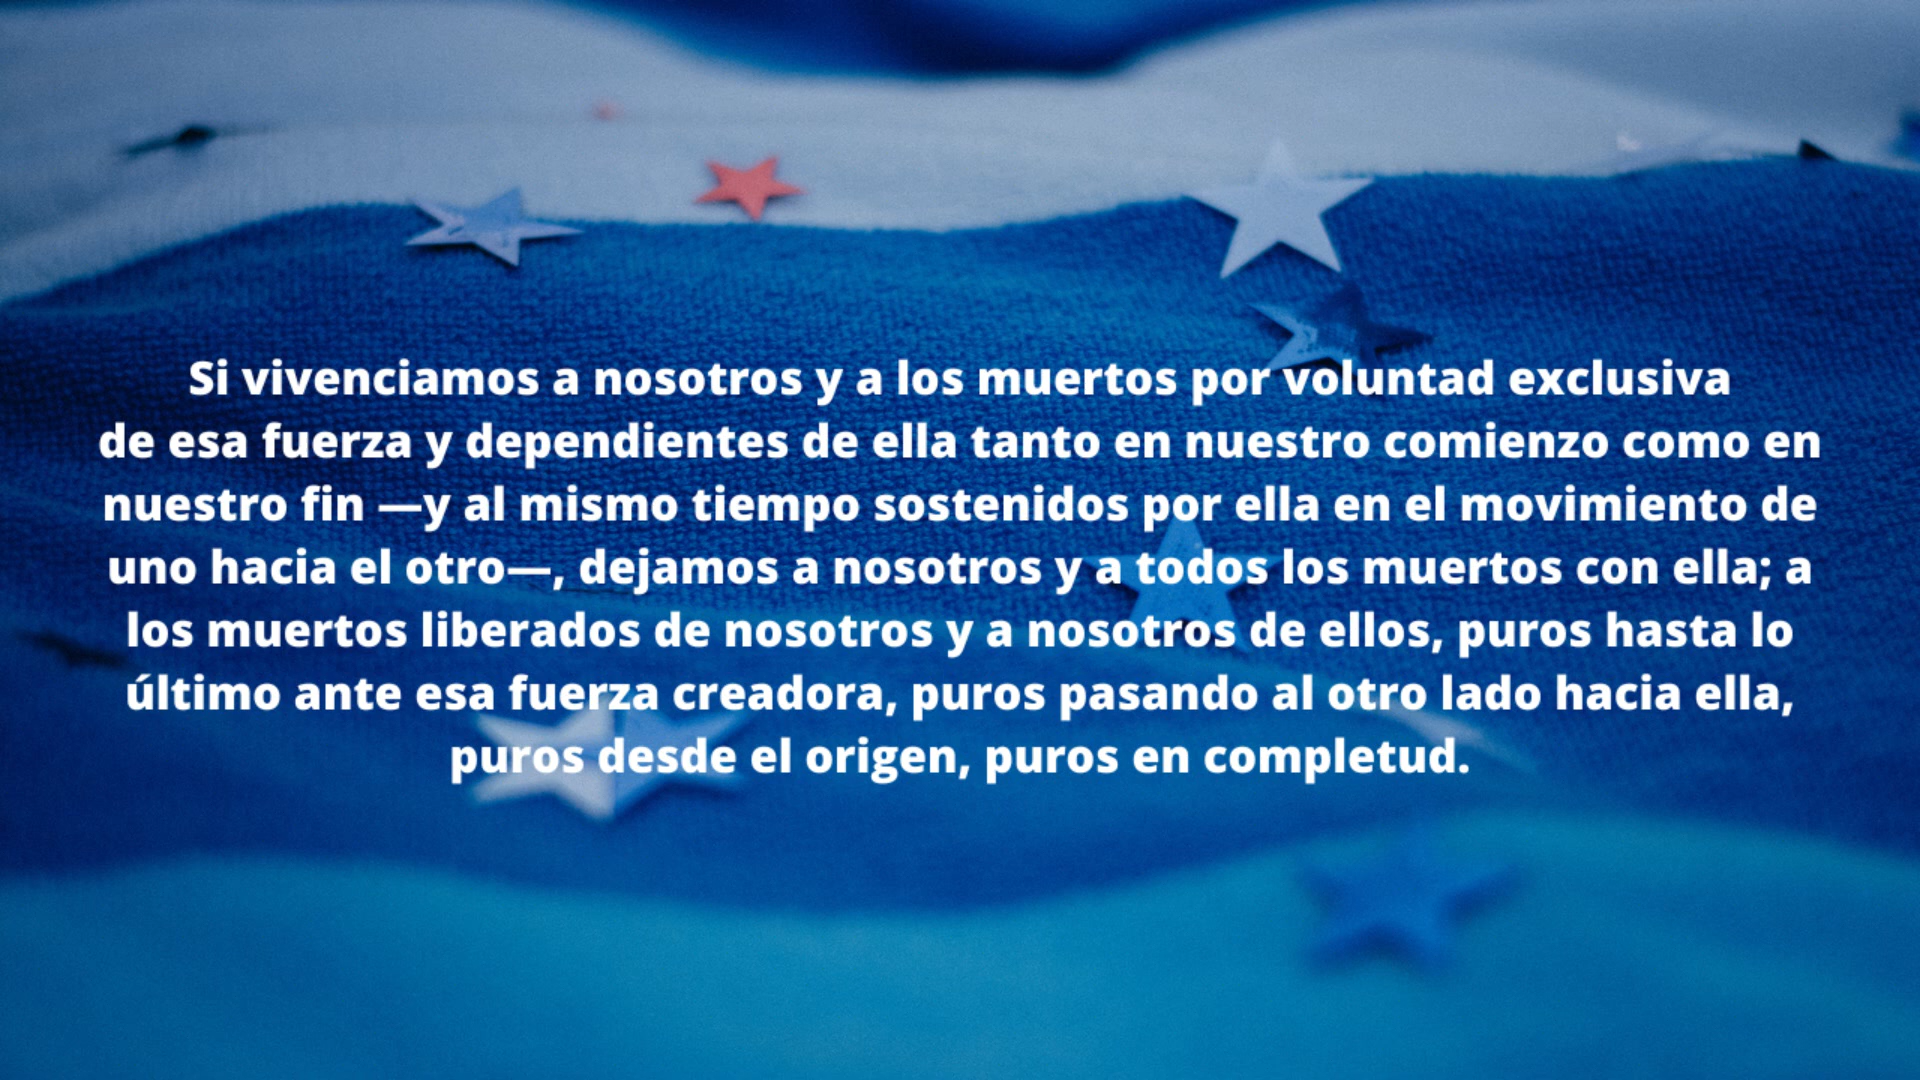 Si vivenciamos a nosotros y a los muertos por voluntad exclusiva
de esa fuerza y dependientes de ella tanto en nuestro comienzo como en
nuestro fin —y al mismo tiempo sostenidos por ella en el movimiento de
uno hacia el otro—, dejamos a nosotros y a todos los muertos con ella; a
los muertos liberados de nosotros y a nosotros de ellos, puros hasta lo
último ante esa fuerza creadora, puros pasando al otro lado hacia ella,
puros desde el origen, puros en completud.